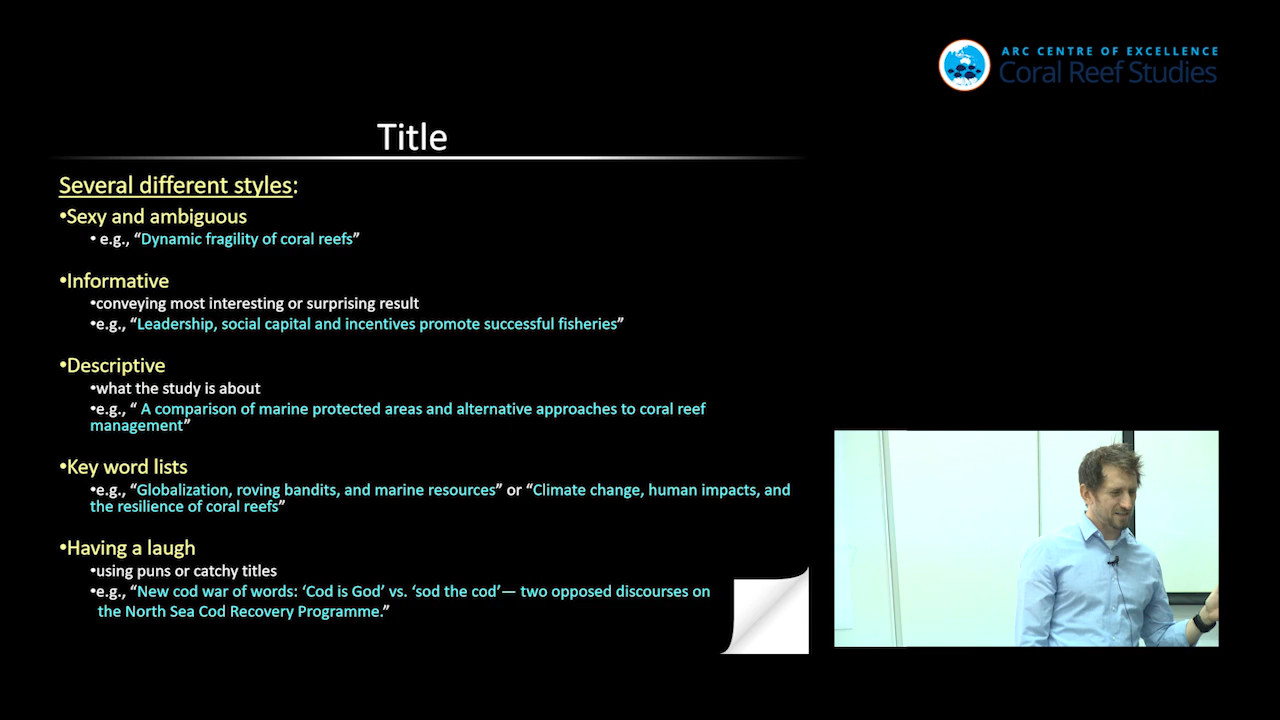 ARC CENTRE OF EXCELLENCE
Coral Reef Studies
Title
Several different styles:
•Sexy and ambiguous
• e.g., “Dynamic fragility of coral reefs”
•Informative
•conveying most interesting or surprising result
•e.g., “Leadership, social capital and incentives promote successful fisheries”
•Descriptive
•what the study is about
•e.g., “ A comparison of marine protected areas and alternative approaches to coral reef
management”
•Key word lists
•e.g., “Globalization, roving bandits, and marine resources” or “Climate change, human impacts, and
the resilience of coral reefs”
•Having a laugh
•using puns or catchy titles
•e.g., “New cod war of words: ‘Cod is God’ vs. ‘sod the cod’— two opposed discourses on
the North Sea Cod Recovery Programme.”